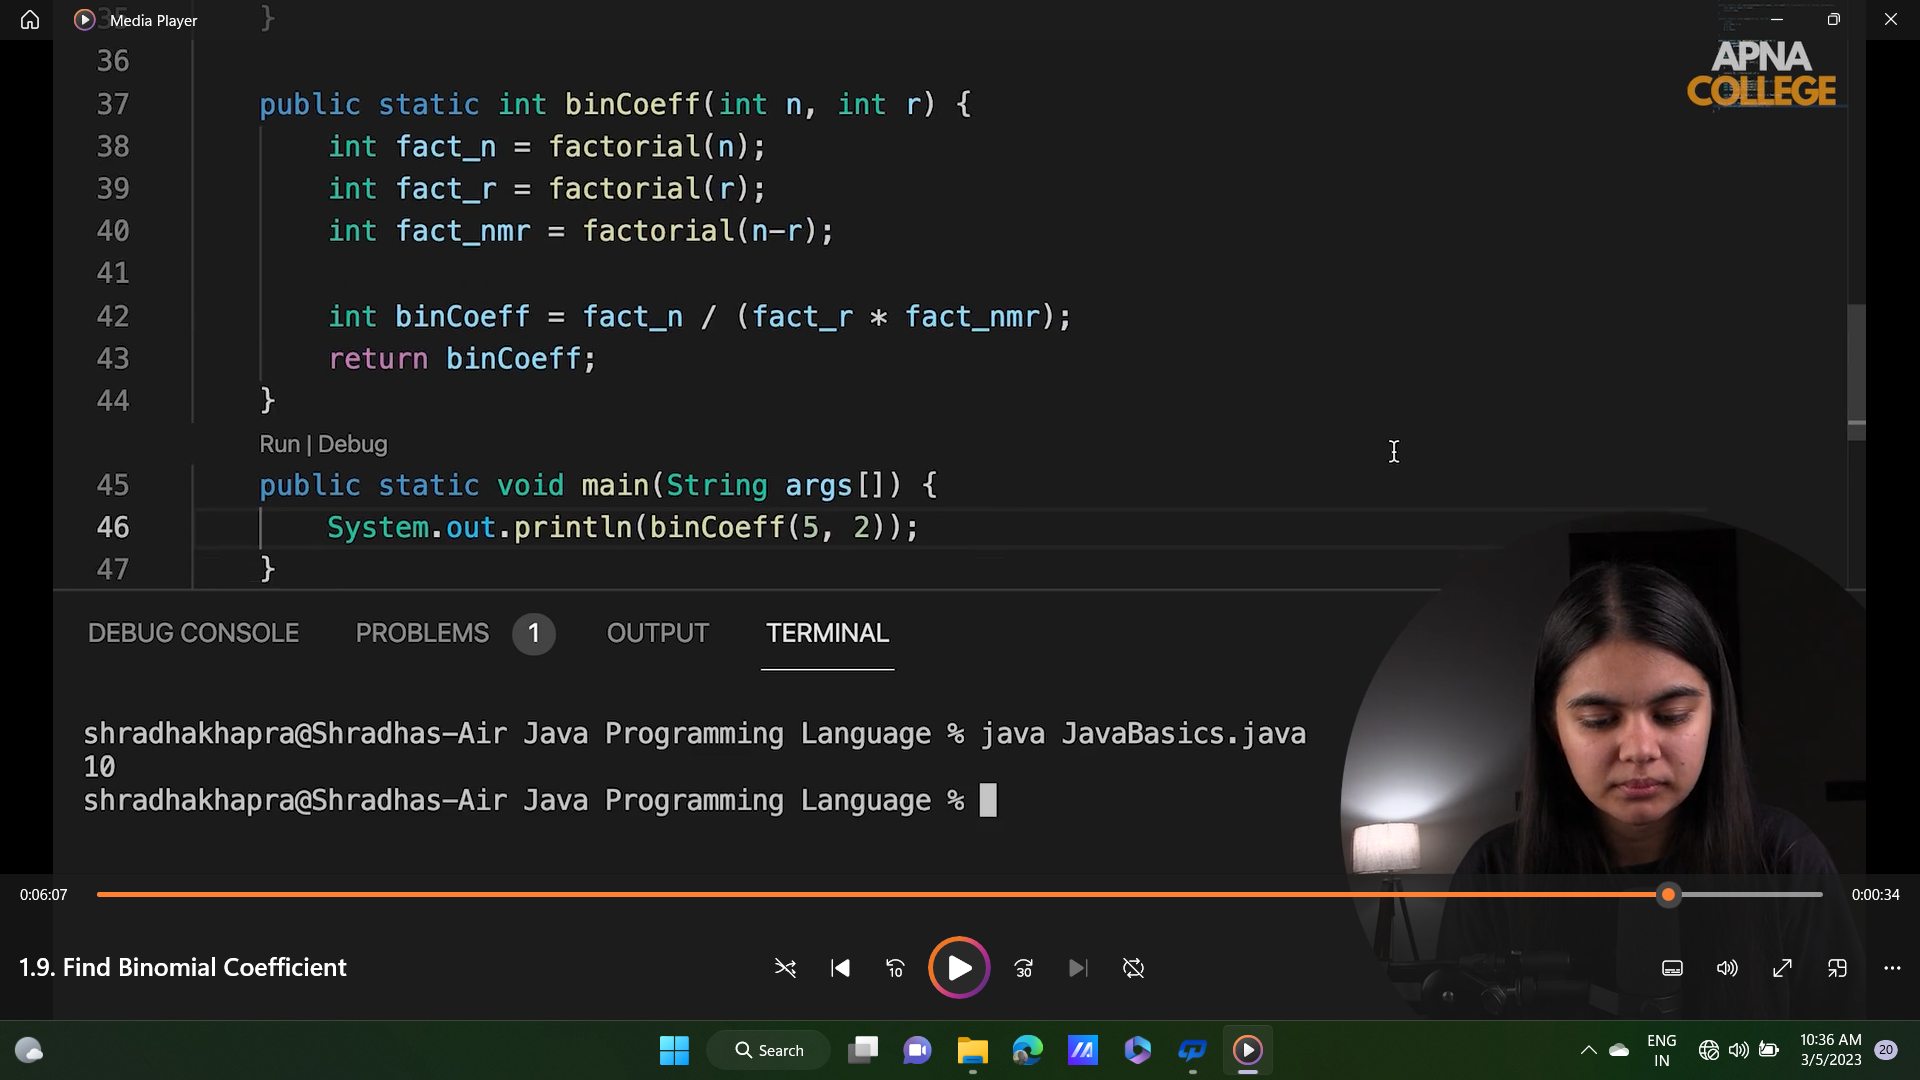 Media Player
35 }
APNA
COLLEGE
36
37 public static int binCoeff(int n, int r) {
38 int fact_n = factorial(n);
39 int fact_r = factorial(r);
40 int fact_nmr = factorial(n-r);
41
42 int binCoeff = fact_n / (fact_r * fact_nmr);
43 return binCoeff;
44 }
Run | Debug
45 public static void main(String args[]) {
46 System.out.println(binCoeff(5, 2));
47 }
DEBUG CONSOLE PROBLEMS 1 OUTPUT TERMINAL
shradhakhapra@Shradhas-Air Java Programming Language % java JavaBasics.java
10
shradhakhapra@Shradhas-Air Java Programming Language %
0:06:07 0:00:34
1.9. Find Binomial Coefficient 10 30
Search ENG IN 10:36 AM 3/5/2023 20